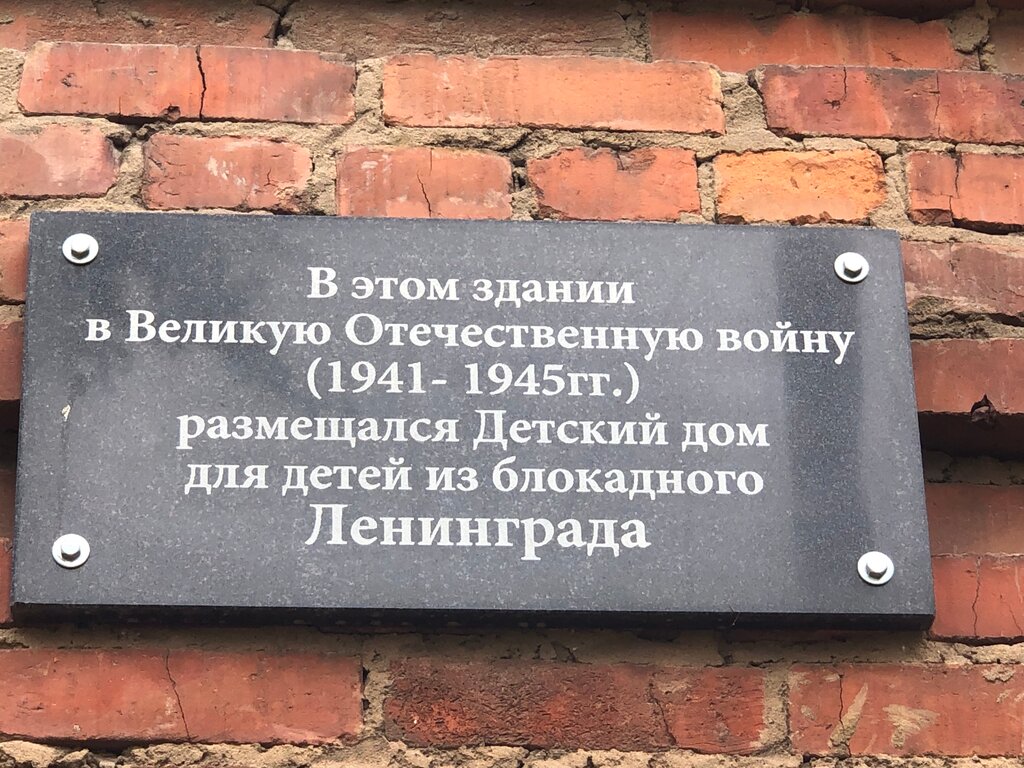 В этом здании
в Великую Отечественную войну
(1941- 1945гг.)
размещался Детский дом
для детей из блокадного
Ленинграда